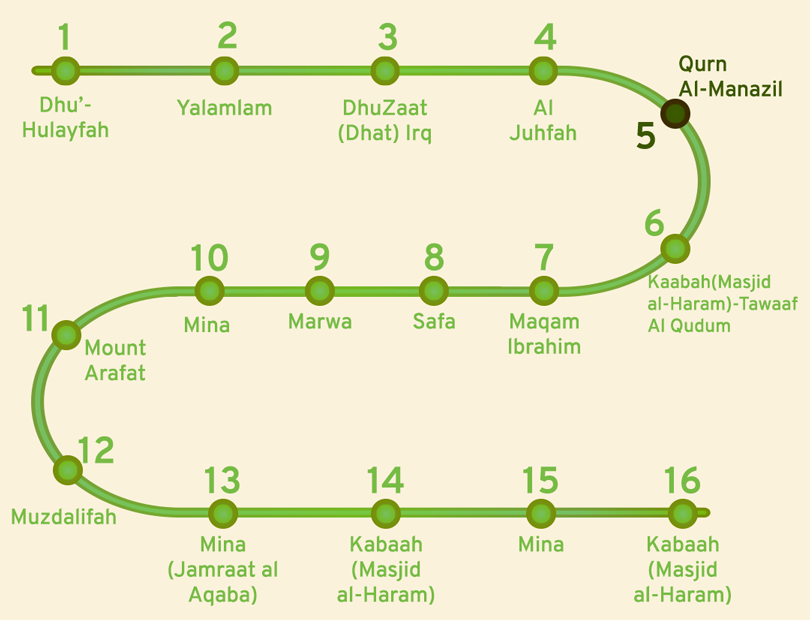 1
Dhu'-
Hulayfah
2
Yalamlam
3
DhuZaat
(Dhat) Irq
4
Al
Juhfah
Qurn
Al-Manazil
5
6
Kaabah(Masjid
al-Haram)-Tawaaf
Al Qudum
7
Maqam
Ibrahim
8
Safa
9
Marwa
10
Mina
11
Mount
Arafat
12
Muzdalifah
13
Mina
(Jamraat al
Aqaba)
14
Kabaah
(Masjid
al-Haram)
15
Mina
16
Kabaah
(Masjid
al-Haram)